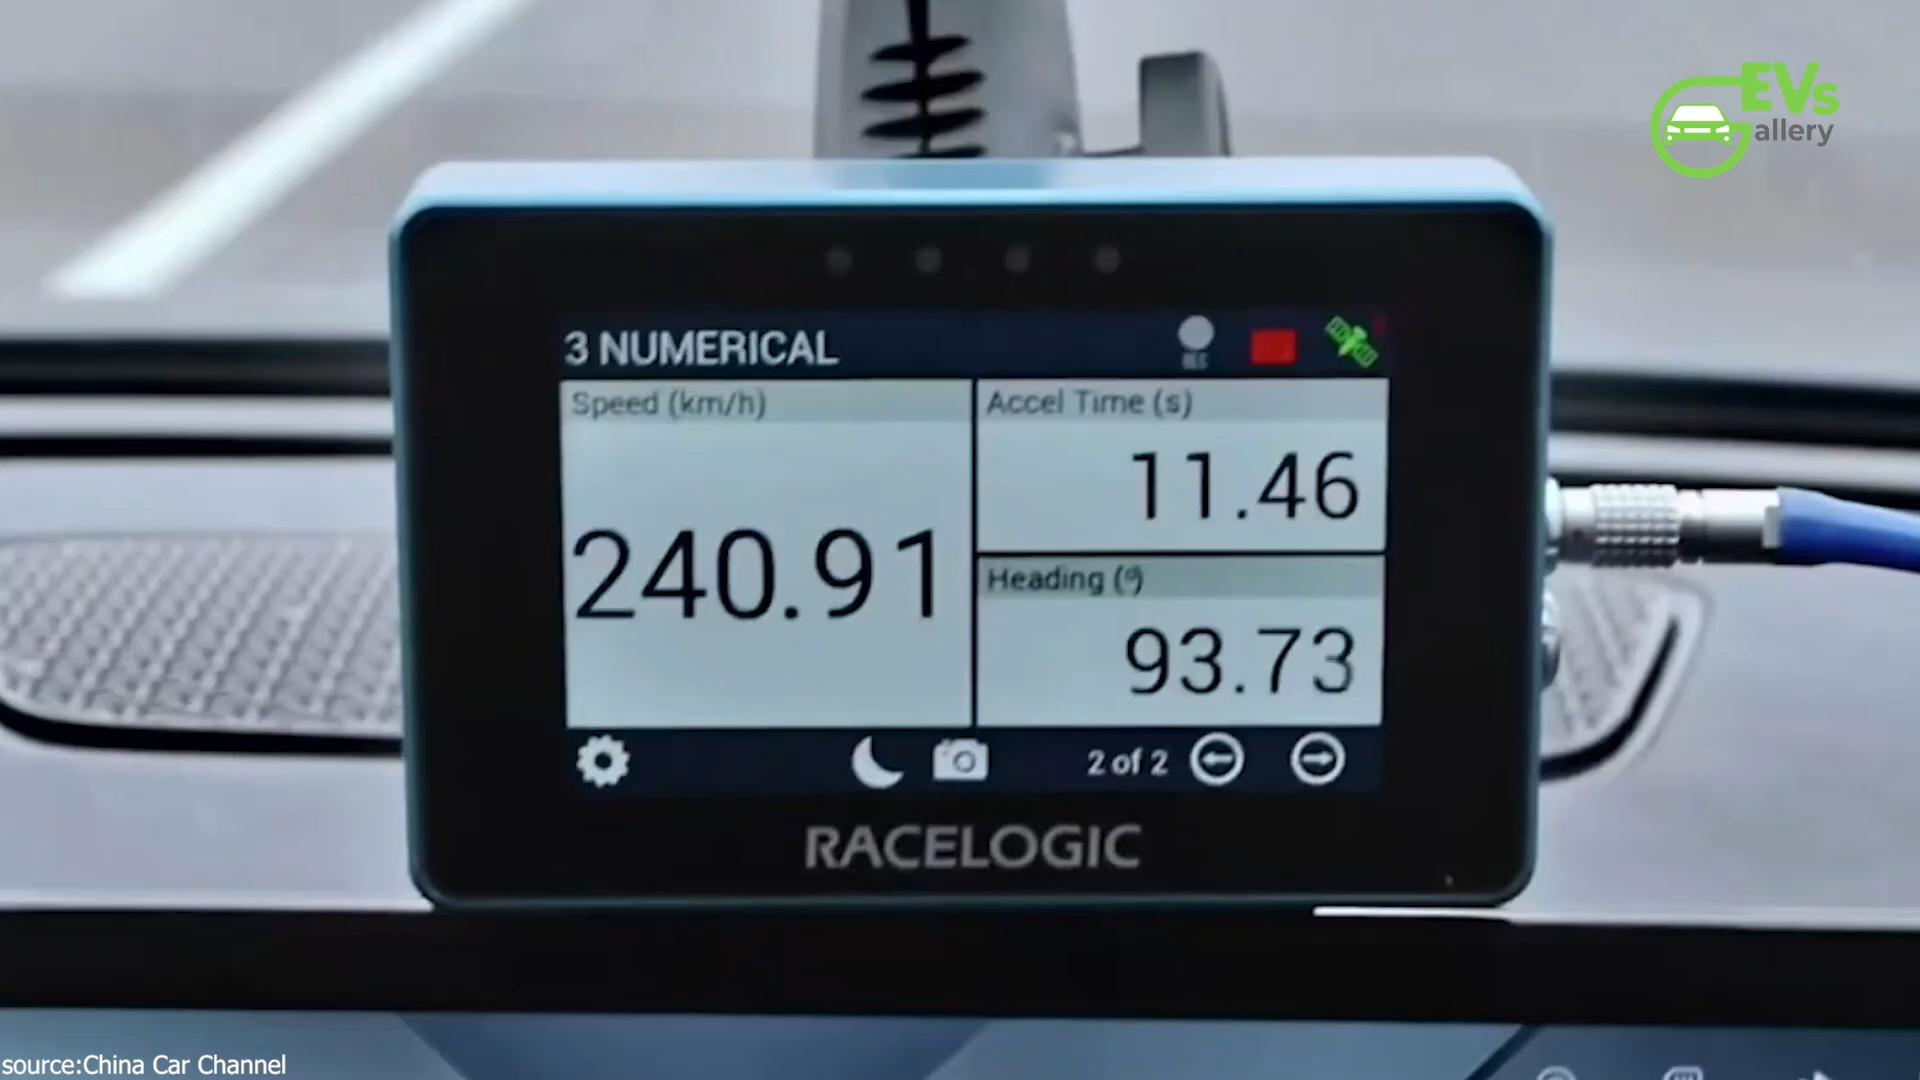 EVs
allery
3 NUMERICAL
REC
Speed (km/h)
240.91
Accel Time (s)
11.46
Heading (º)
93.73
2 of 2
RACELOGIC
source:China Car Channel